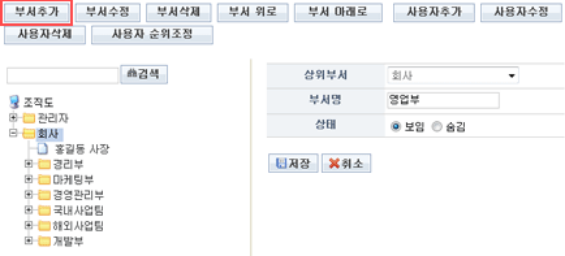 부서추가 부서수정 부서삭제 부서 위로 부서 아래로 사용자추가 사용자수정
사용자삭제 사용자 순위조정
검색
조직도
관리자
회사
홍길동 사장
경리부
마케팅부
경영관리부
국내사업팀
해외사업팀
개발부
상위부서 회사
부서명 영업부
상태 보임 숨김
저장 취소